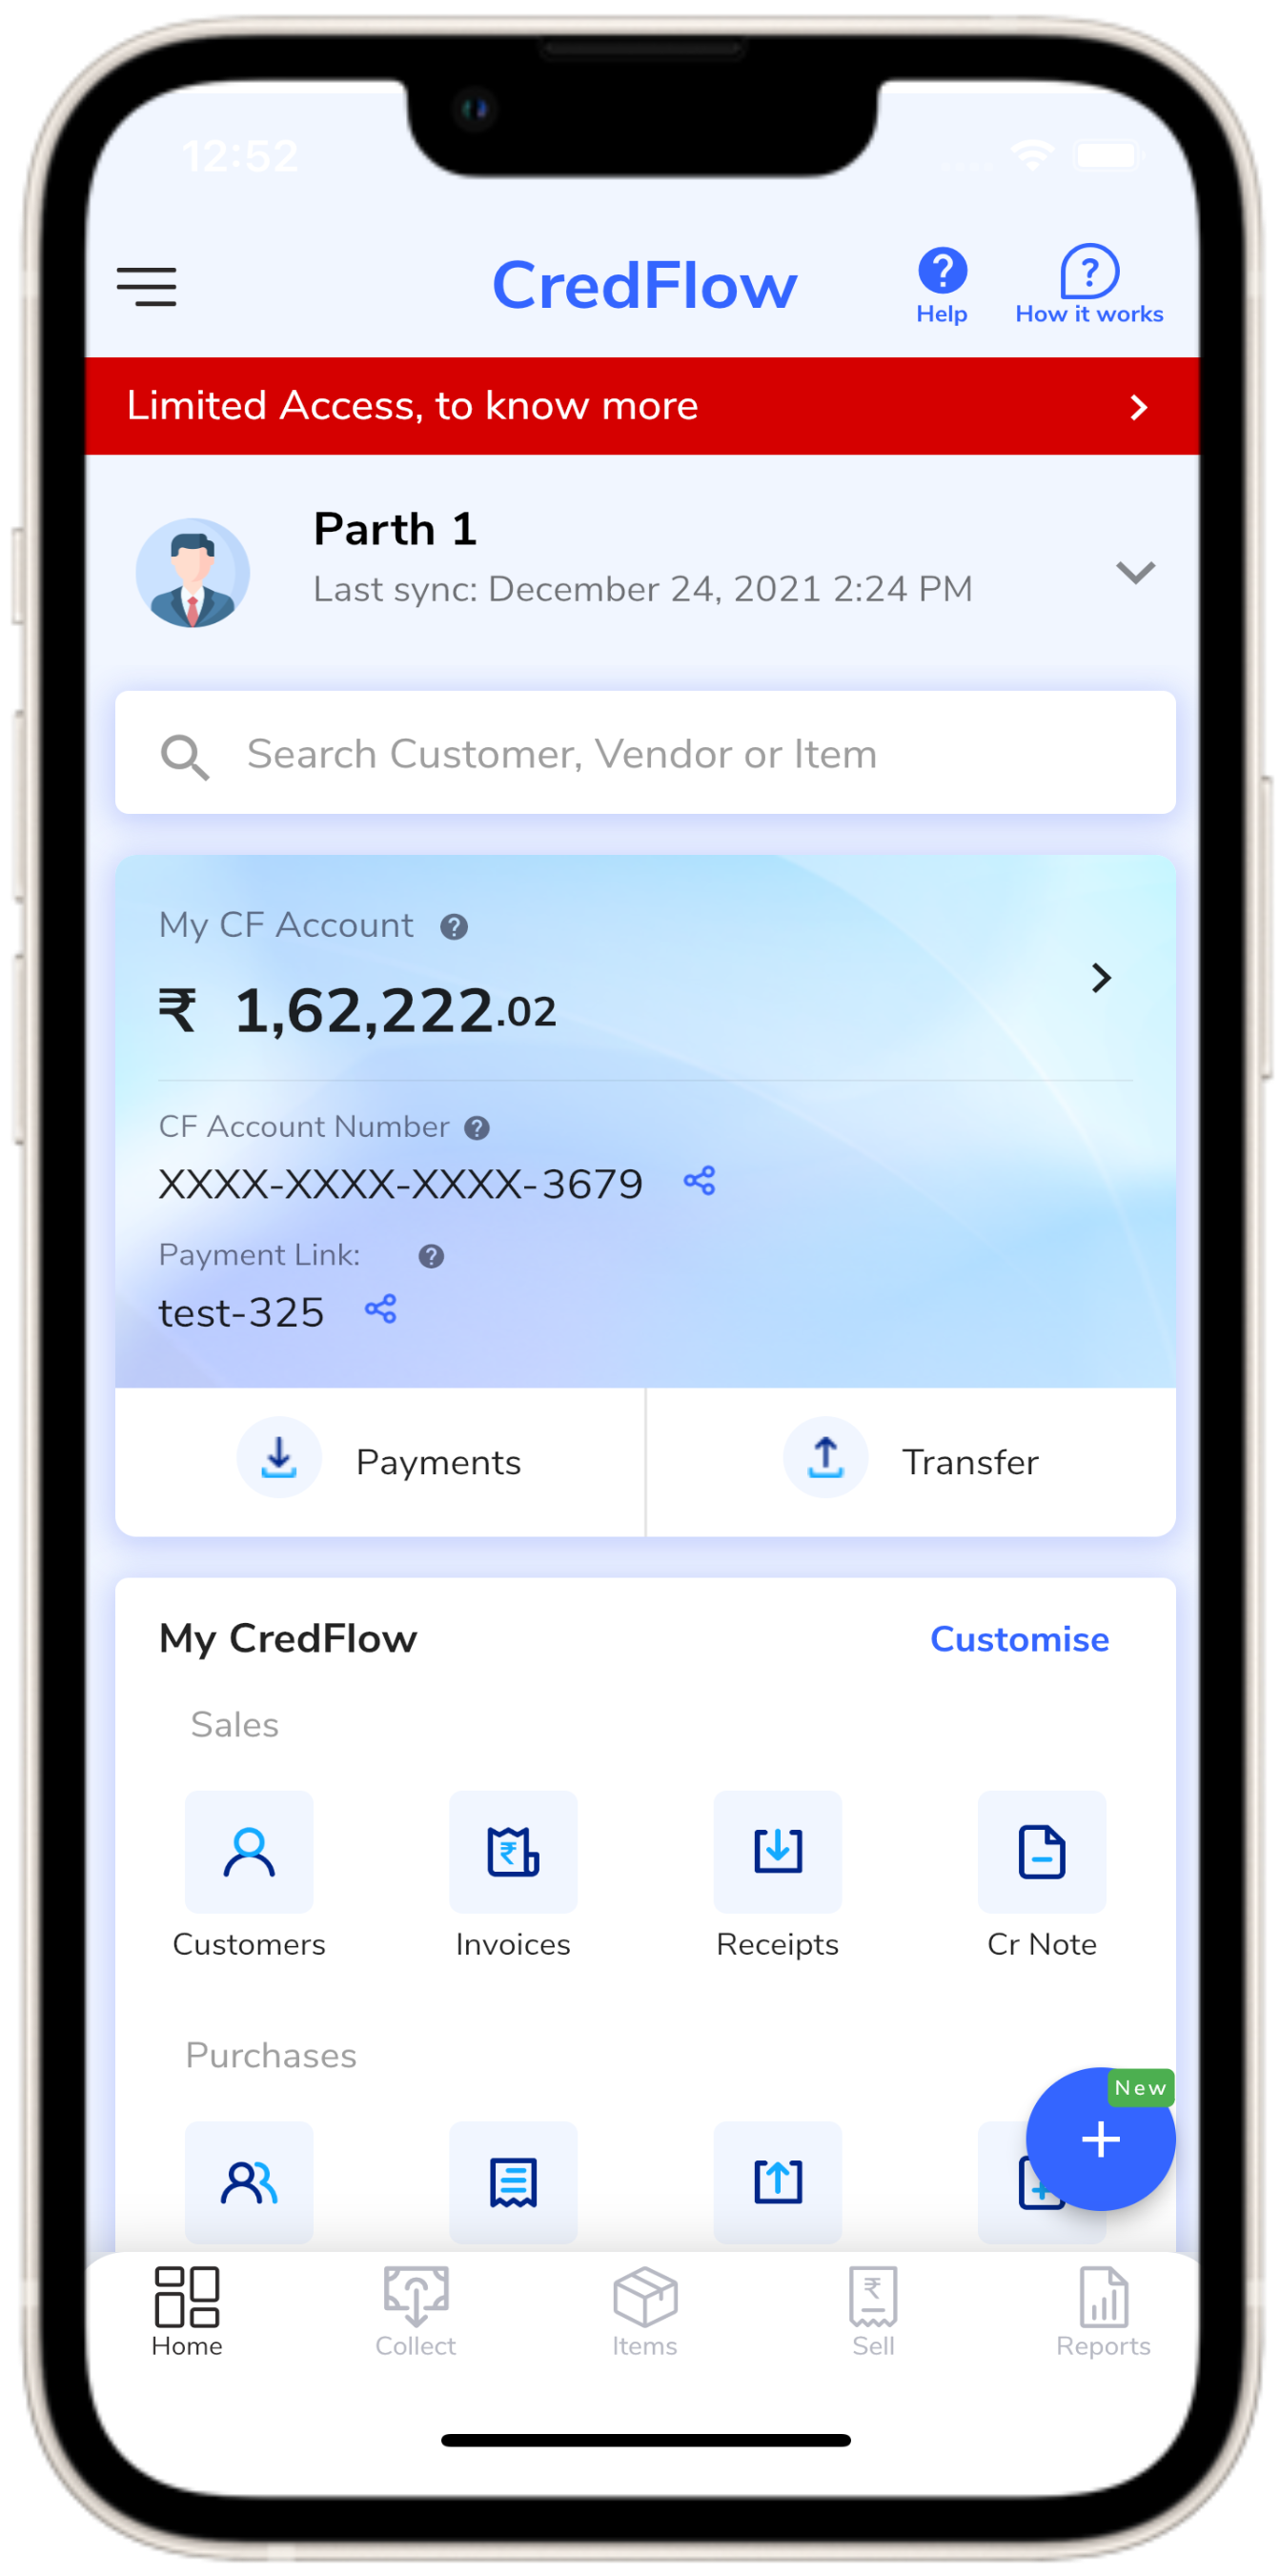 12:52
CredFlow
Help
How it works
Limited Access, to know more
Parth 1
Last sync: December 24, 2021 2:24 PM
Search Customer, Vendor or Item
My CF Account
₹ 1,62,222.02
CF Account Number
XXXX-XXXX-XXXX-3679
Payment Link:
test-325
Payments
Transfer
My CredFlow
Customise
Sales
Customers
Invoices
Receipts
Cr Note
Purchases
New
Home
Collect
Items
Sell
Reports